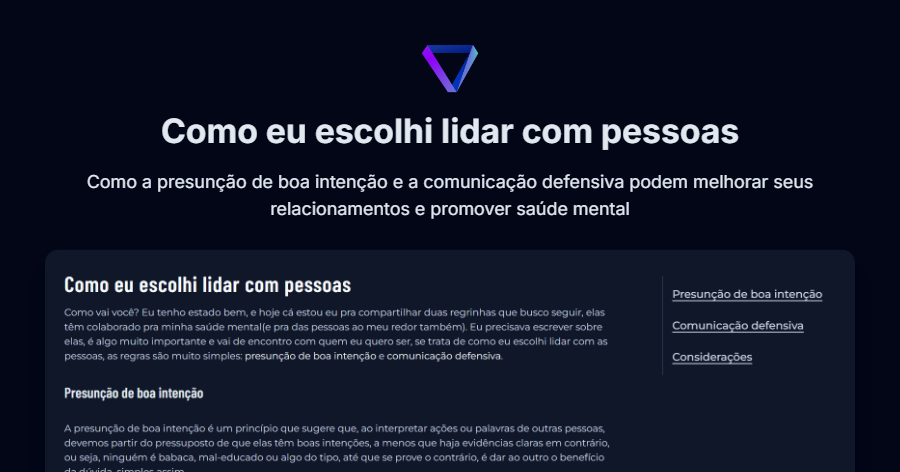 Como eu escolhi lidar com pessoas
Como a presunção de boa intenção e a comunicação defensiva podem melhorar seus
relacionamentos e promover saúde mental
Como eu escolhi lidar com pessoas
Como vai você? Eu tenho estado bem, e hoje cá estou eu pra compartilhar duas regrinhas que busco seguir, elas
têm colaborado pra minha saúde mental(e pra das pessoas ao meu redor também). Eu precisava escrever sobre
elas, é algo muito importante e vai de encontro com quem eu quero ser, se trata de como eu escolhi lidar com as
pessoas, as regras são muito simples: presunção de boa intenção e comunicação defensiva.
Presunção de boa intenção
A presunção de boa intenção é um princípio que sugere que, ao interpretar ações ou palavras de outras pessoas,
devemos partir do pressuposto de que elas têm boas intenções, a menos que haja evidências claras em contrário,
ou seja, ninguém é babaca, mal-educado ou algo do tipo, até que se prove o contrário, é dar ao outro o benefício
da dúvida, simples assim.
Presunção de boa intenção
Comunicação defensiva
Considerações